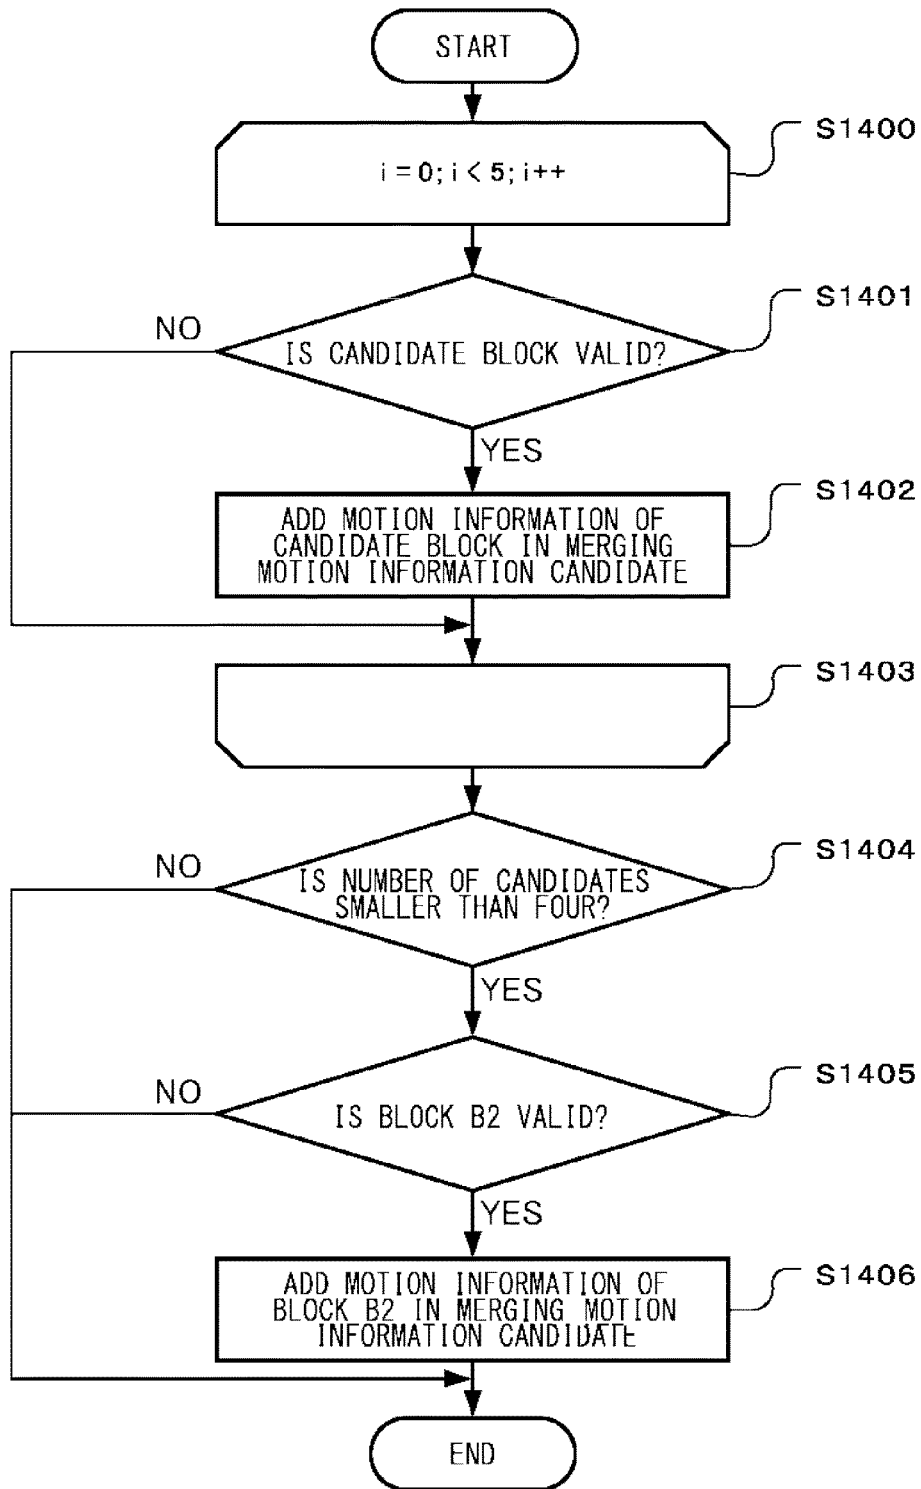 START
i=0;i<5;i++
S1400
S1401
NO
IS CANDIDATE BLOCK VALID?
YES
S1402
ADD MOTION INFORMATION OF
CANDIDATE BLOCK IN MERGING
MOTION INFORMATION CANDIDATE
S1403
S1404
NO
IS NUMBER OF CANDIDATES
SMALLER THAN FOUR?
YES
S1405
NO
IS BLOCK B2 VALID?
YES
S1406
ADD MOTION INFORMATION OF
BLOCK B2 IN MERGING MOTION
INFORMATION CANDIDATE
END